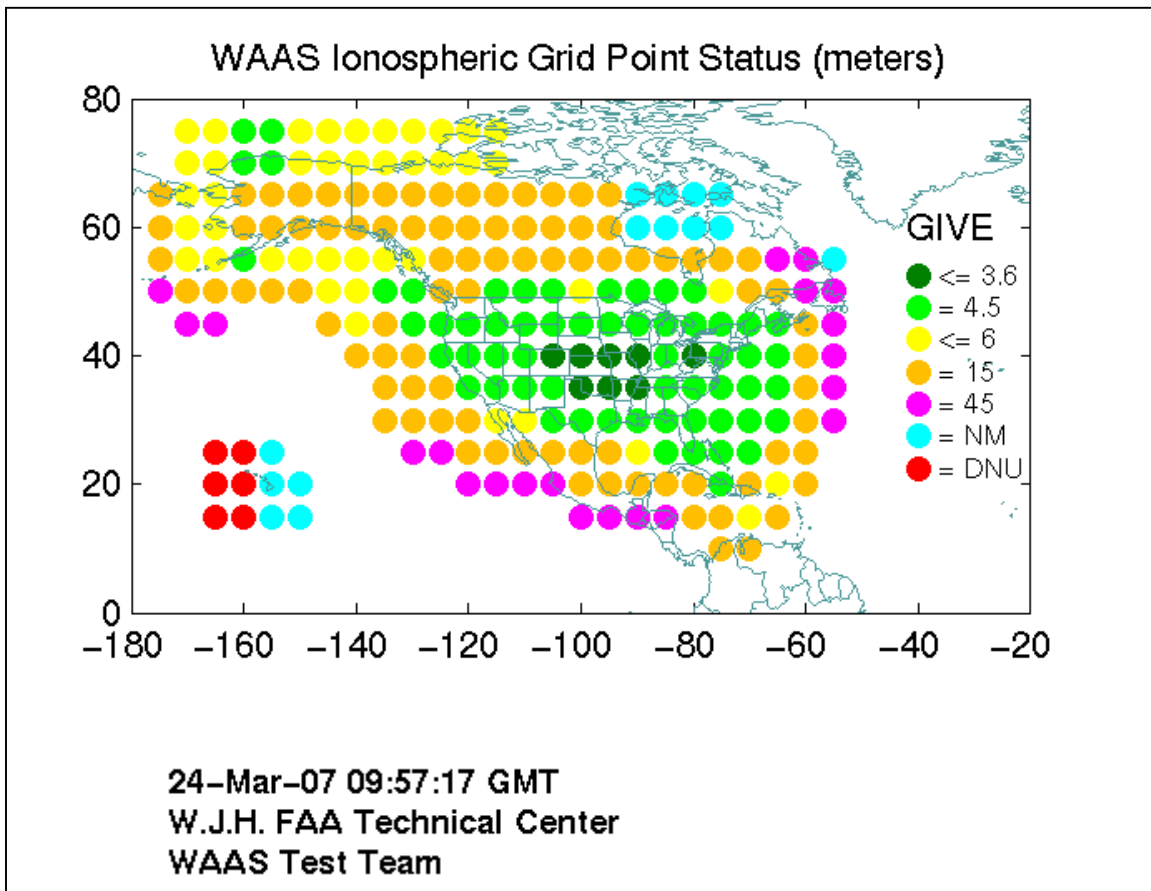 WAAS Ionospheric Grid Point Status (meters)
80
60
40
20
0
−180 −160 −140 −120 −100 −80 −60 −40 −20
GIVE
<= 3.6
= 4.5
<= 6
= 15
= 45
= NM
= DNU
24−Mar−07 09:57:17 GMT
W.J.H. FAA Technical Center
WAAS Test Team